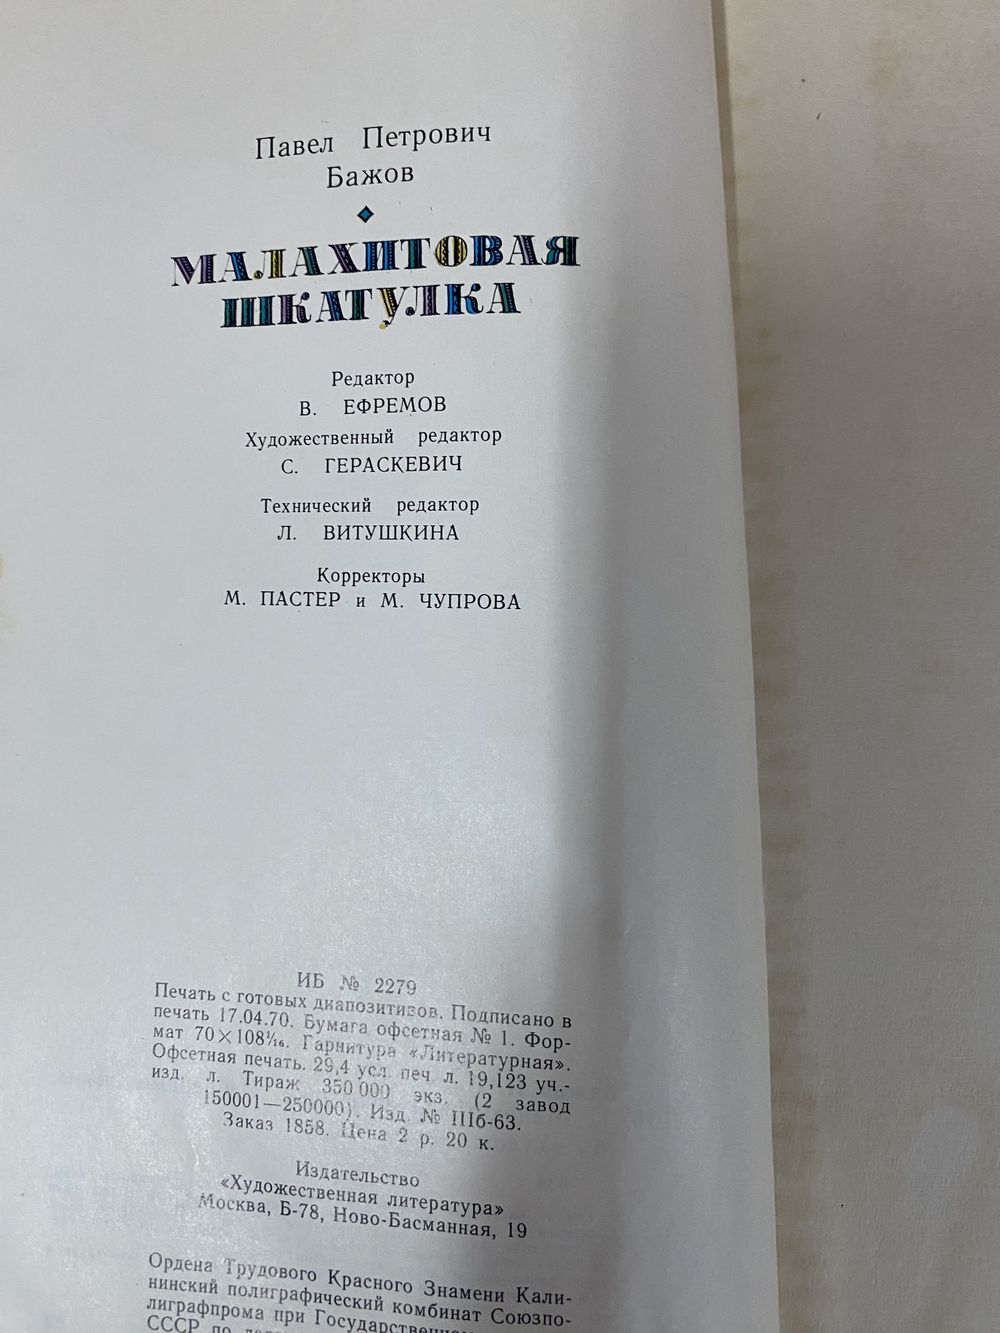 Павел Петрович
Бажов
МАЛАХИТОВАЯ
ШКАТУЛКА
Редактор
В. ЕФРЕМОВ
Художественный редактор
С. ГЕРАСКЕВИЧ
Технический редактор
Л. ВИТУШКИНА
Корректоры
М. ПАСТЕР и М. ЧУПРОВА
ИБ № 2279
Печать с готовых диапозитивов. Подписано в
печать 17.04.70. Бумага офсетная № 1. Фор-
мат 70×108¹/₁₆. Гарнитура «Литературная».
Офсетная печать. 29,4 усл. печ. л. 19,123 уч.-
изд. л. Тираж 350 000 экз. (2 завод
150001—250000). Изд. № IIIб-63.
Заказ 1858. Цена 2 р. 20 к.
Издательство
«Художественная литература»
Москва, Б-78, Ново-Басманная, 19
Ордена Трудового Красного Знамени Кали-
нинский полиграфический комбинат Союзпо-
лиграфпрома при Государственном
СССР по